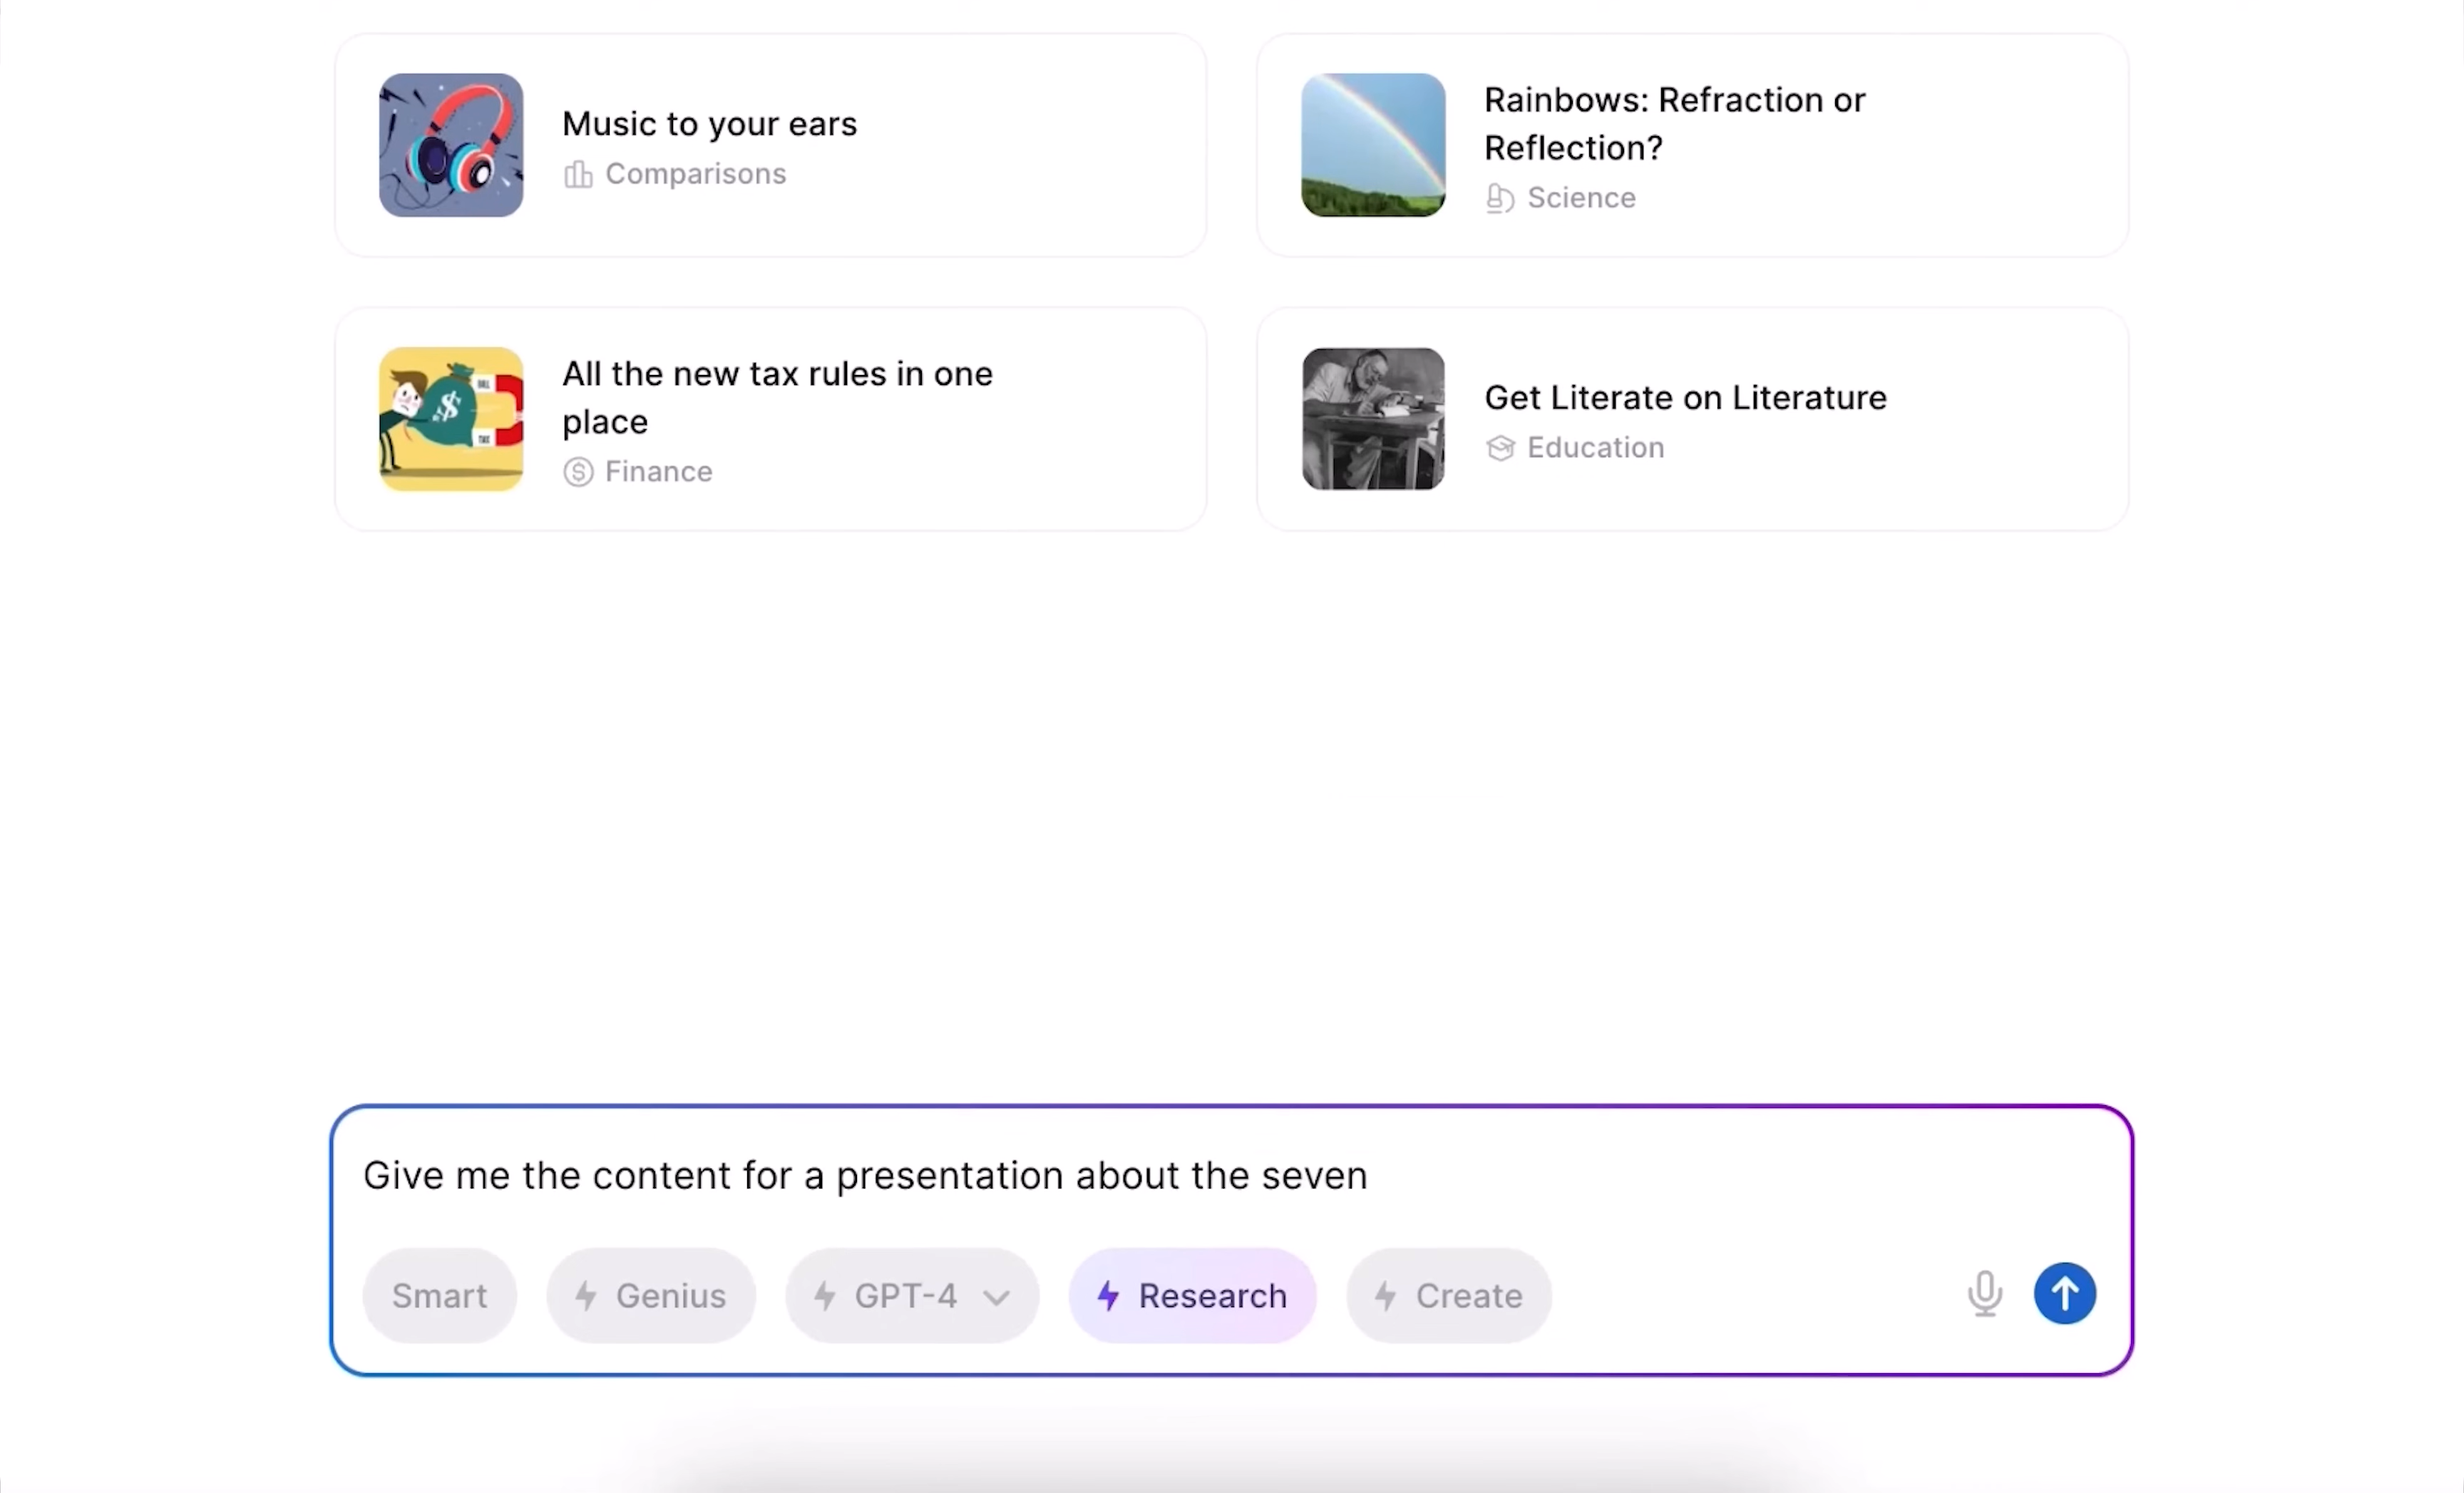 Music to your ears
Comparisons
Rainbows: Refraction or
Reflection?
Science
All the new tax rules in one
place
Finance
$
BILL
TAX
Get Literate on Literature
Education
Give me the content for a presentation about the seven
Smart
Genius
GPT-4
Research
Create